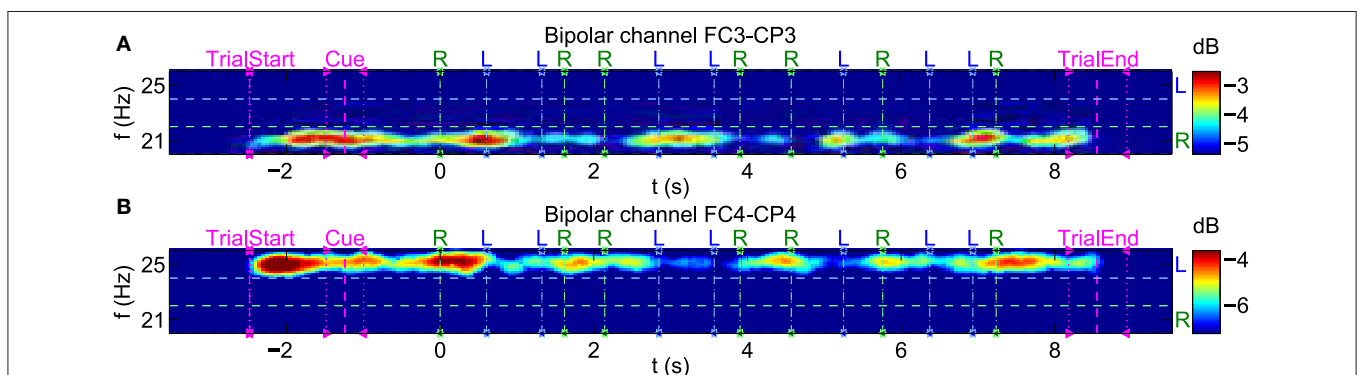 A
Bipolar channel FC3-CP3
TrialStart Cue R L L R R L L R R L R L L R TrialEnd
dB
25
21
f (Hz)
L
R
−3
−4
−5
−2 0 2 4 6 8
t (s)
B
Bipolar channel FC4-CP4
TrialStart Cue R L L R R L L R R L R L L R TrialEnd
dB
25
21
f (Hz)
L
R
−4
−6
−2 0 2 4 6 8
t (s)